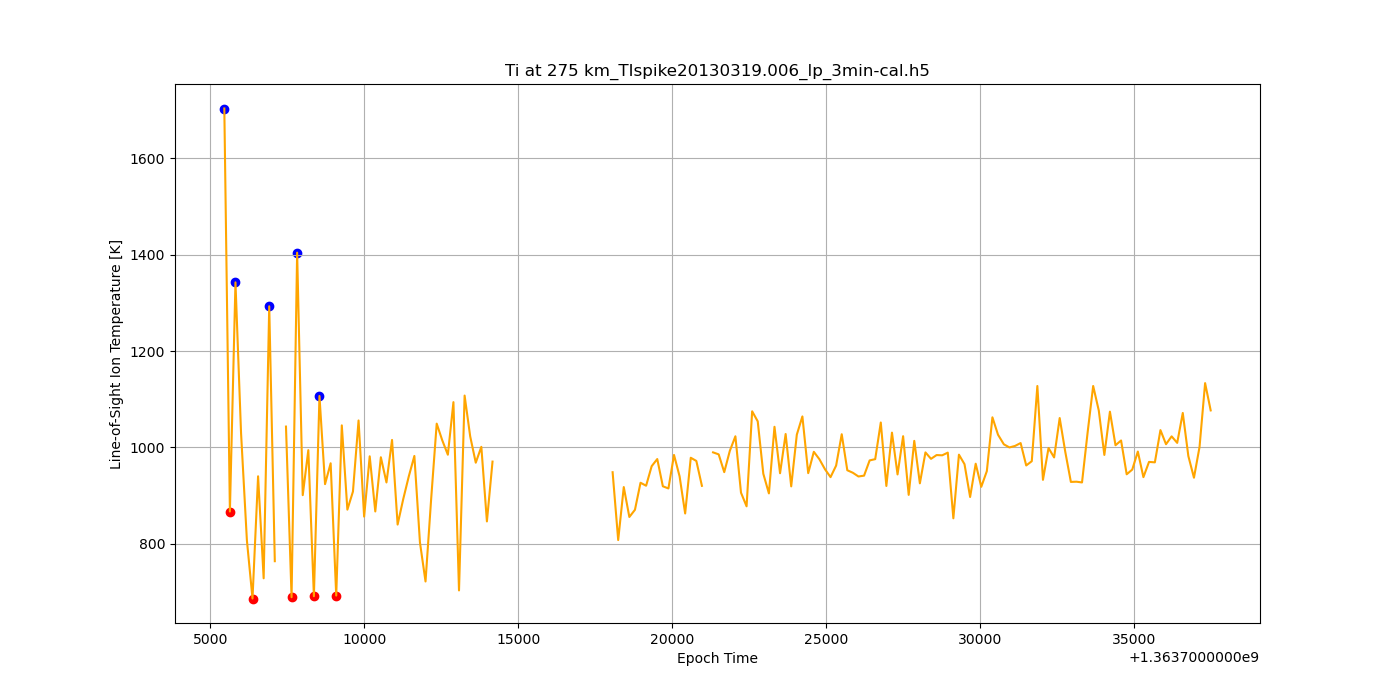 Ti at 275 km_TIspike20130319.006_lp_3min-cal.h5
Line-of-Sight Ion Temperature [K]
1600
1400
1200
1000
800
5000 10000 15000 20000 25000 30000 35000
Epoch Time
+1.3637000000e9